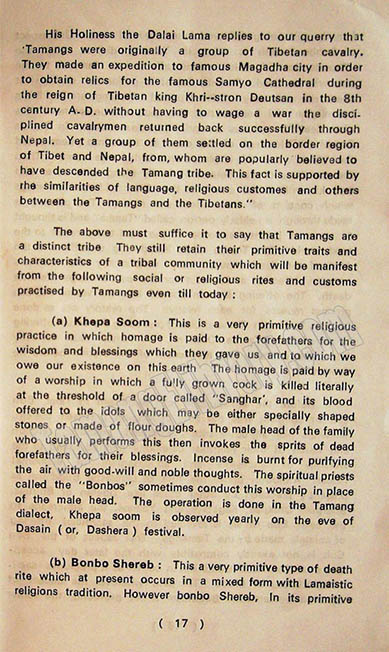 His Holiness the Dalai Lama replies to our querry that
'Tamangs were originally a group of Tibetan cavalry.
They made an expedition to famous Magadha city in order
to obtain relics for the famous Samyo Cathedral during
the reign of Tibetan king Khri--stron Deutsan in the 8th
century A. D. without having to wage a war the disci-
plined cavalrymen returned back successfully through
Nepal. Yet a group of them settled on the border region
of Tibet and Nepal, from, whom are popularly believed to
have descended the Tamang tribe. This fact is supported by
rhe similarities of language, religious customes and others
between the Tamangs and the Tibetans."
The above must suffice it to say that Tamangs are
a distinct tribe They still retain their primitive traits and
characteristics of a tribal community which will be manifest
from the following social or religious rites and customs
practised by Tamangs even till today :
(a) Khepa Soom : This is a very primitive religious
practice in which homage is paid to the forefathers for the
wisdom and blessings which they gave us and to which we
owe our existence on this earth The homage is paid by way
of a worship in which a fully grown cock is killed literally
at the threshold of a door called "Sanghar', and its blood
offered to the idols which may be either specially shaped
stones or made of flour doughs. The male head of the family
who usually performs this then invokes the sprits of dead
forefathers for their blessings. Incense is burnt for purifying
the air with good-will and noble thoughts. The spiritual priests
called the "Bonbos" sometimes conduct this worship in place
of the male head. The operation is done in the Tamang
dialect, Khepa soom is observed yearly on the eve of
Dasain ( or, Dashera ) festival.
(b) Bonbo Shereb : This a very primitive type of death
rite which at present occurs in a mixed form with Lamaistic
religions tradition. However bonbo Shereb, In its primitive
( 17 )